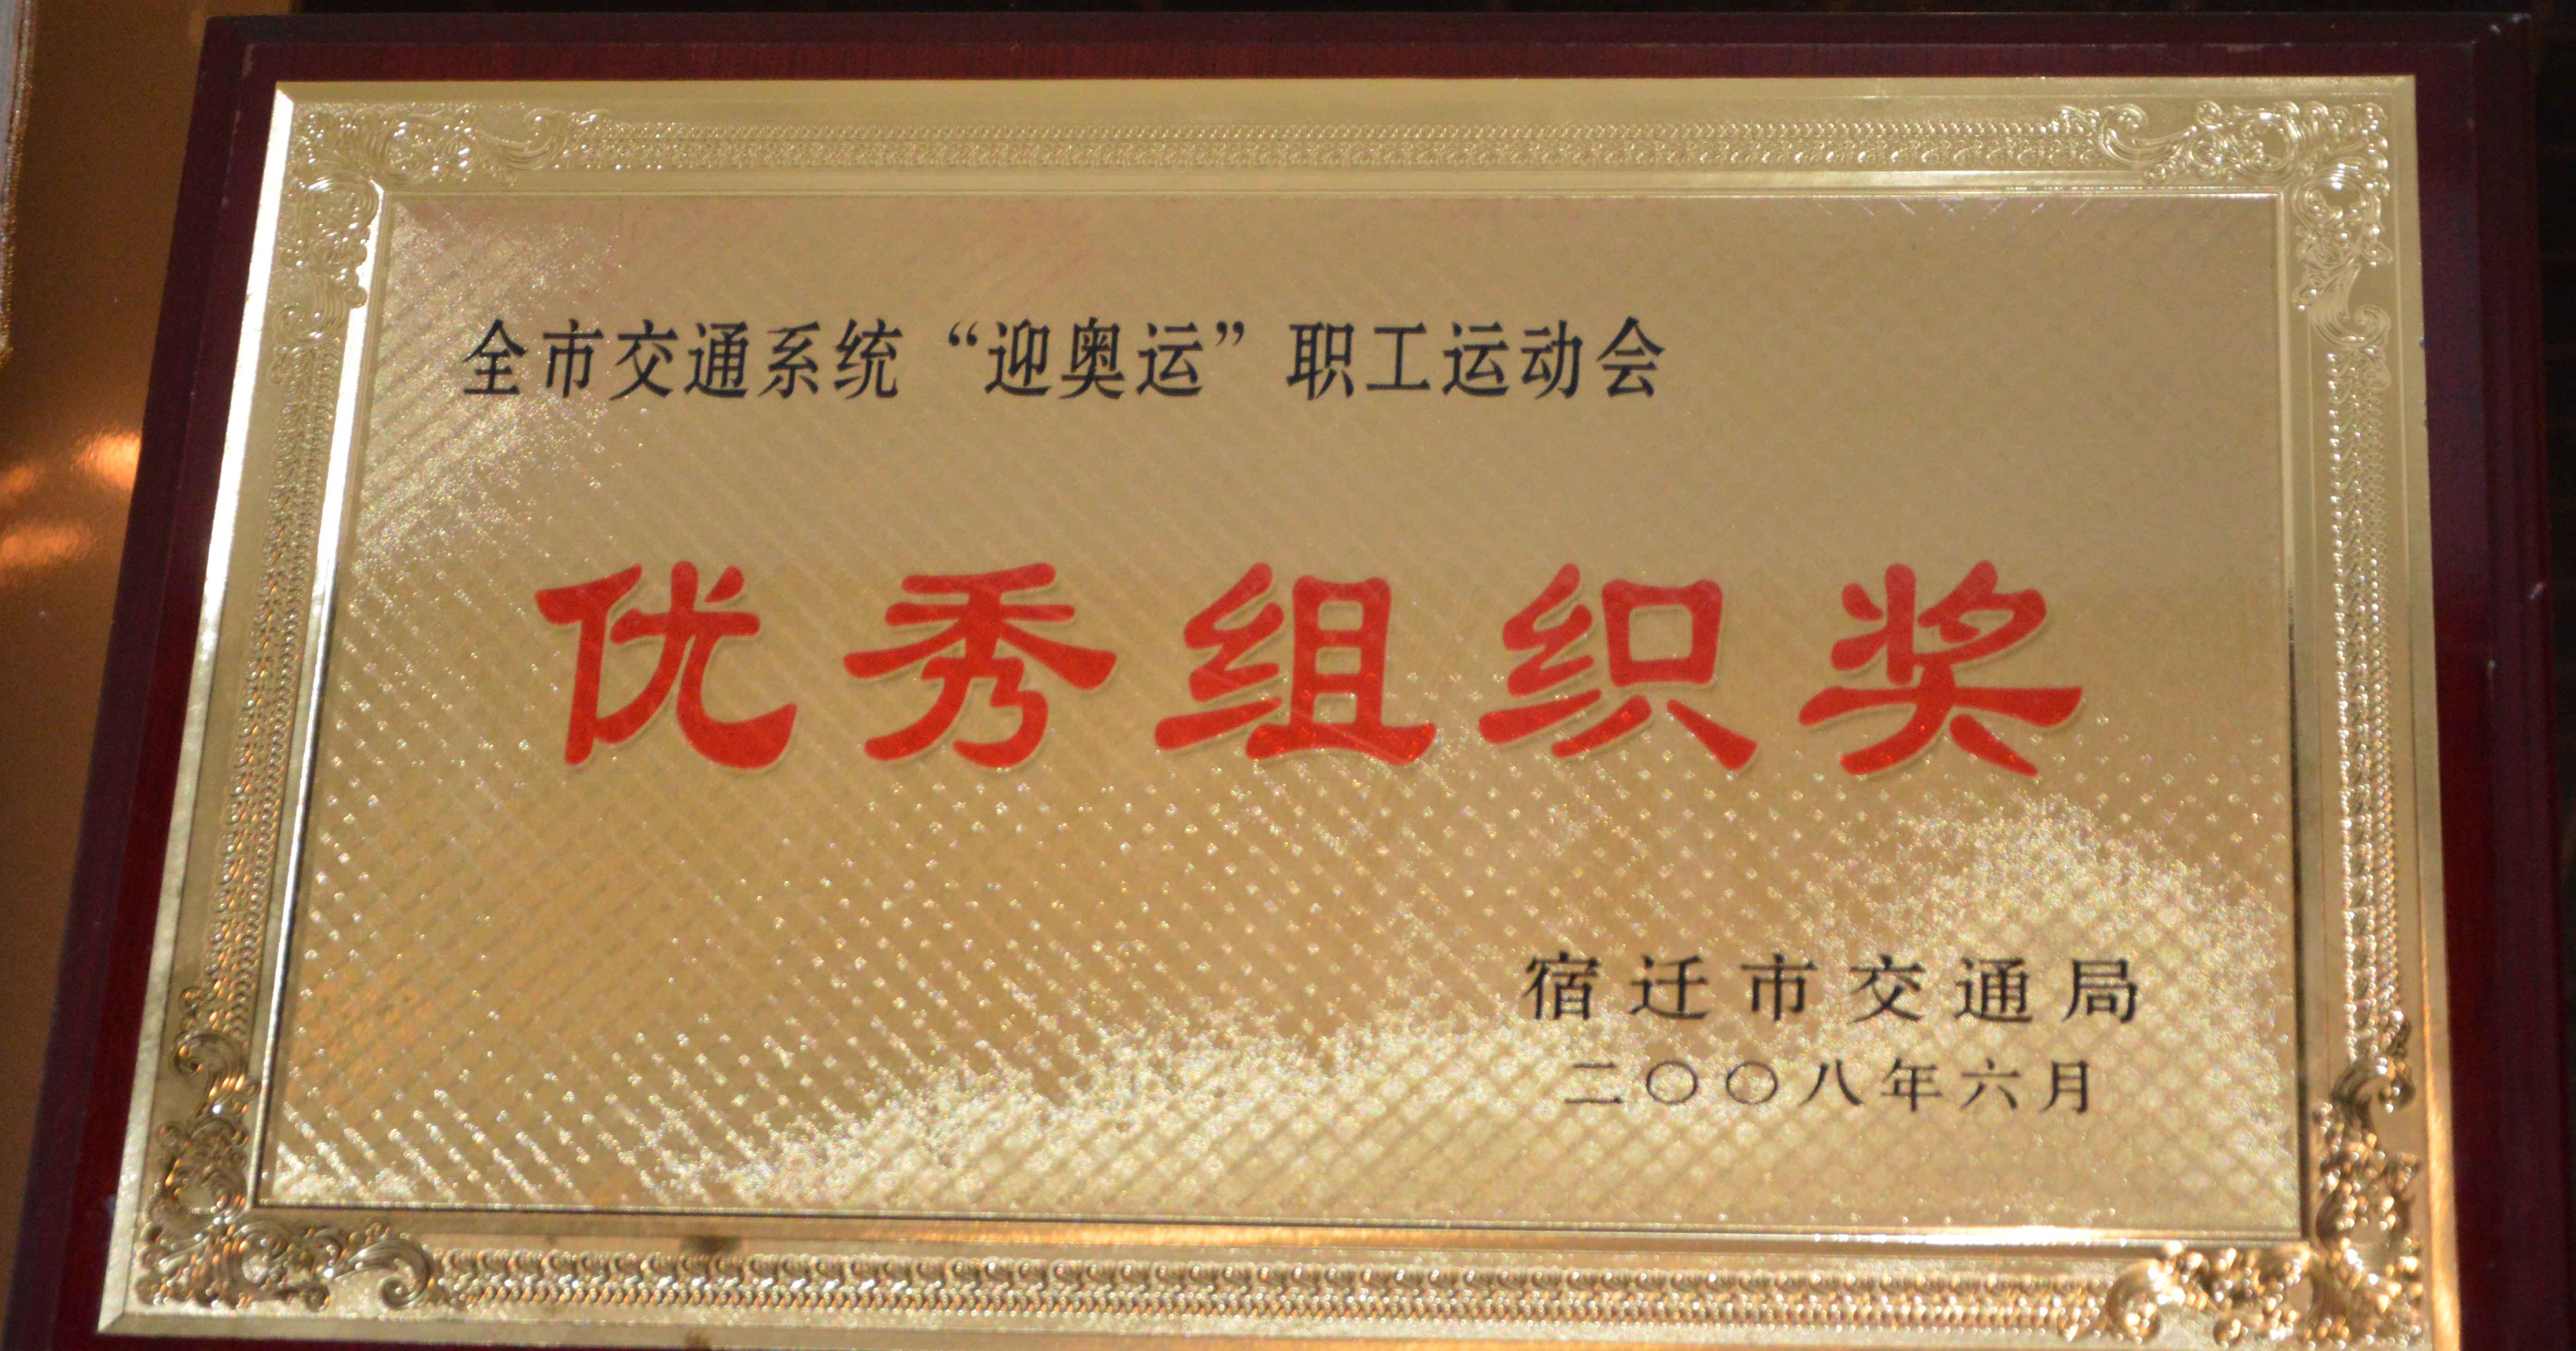 全市交通系统“迎奥运”职工运动会
优秀组织奖
宿迁市交通局
二〇〇八年六月